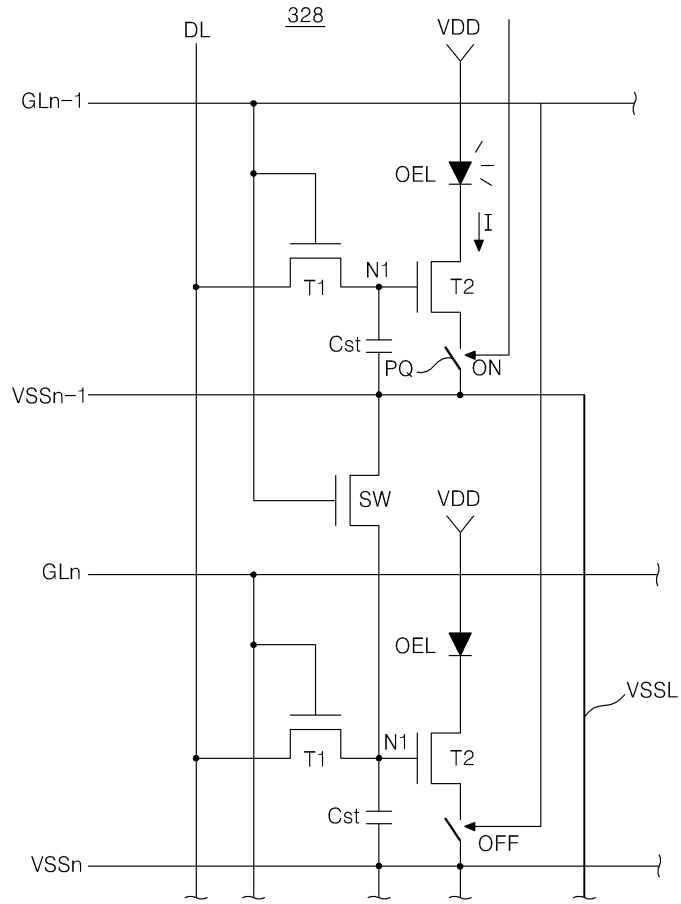 328
DL
VDD
GLn-1
OEL
I
T1
N1
T2
Cst
PQ
ON
VSSn-1
SW
VDD
GLn
OEL
VSSL
T1
N1
T2
Cst
OFF
VSSn